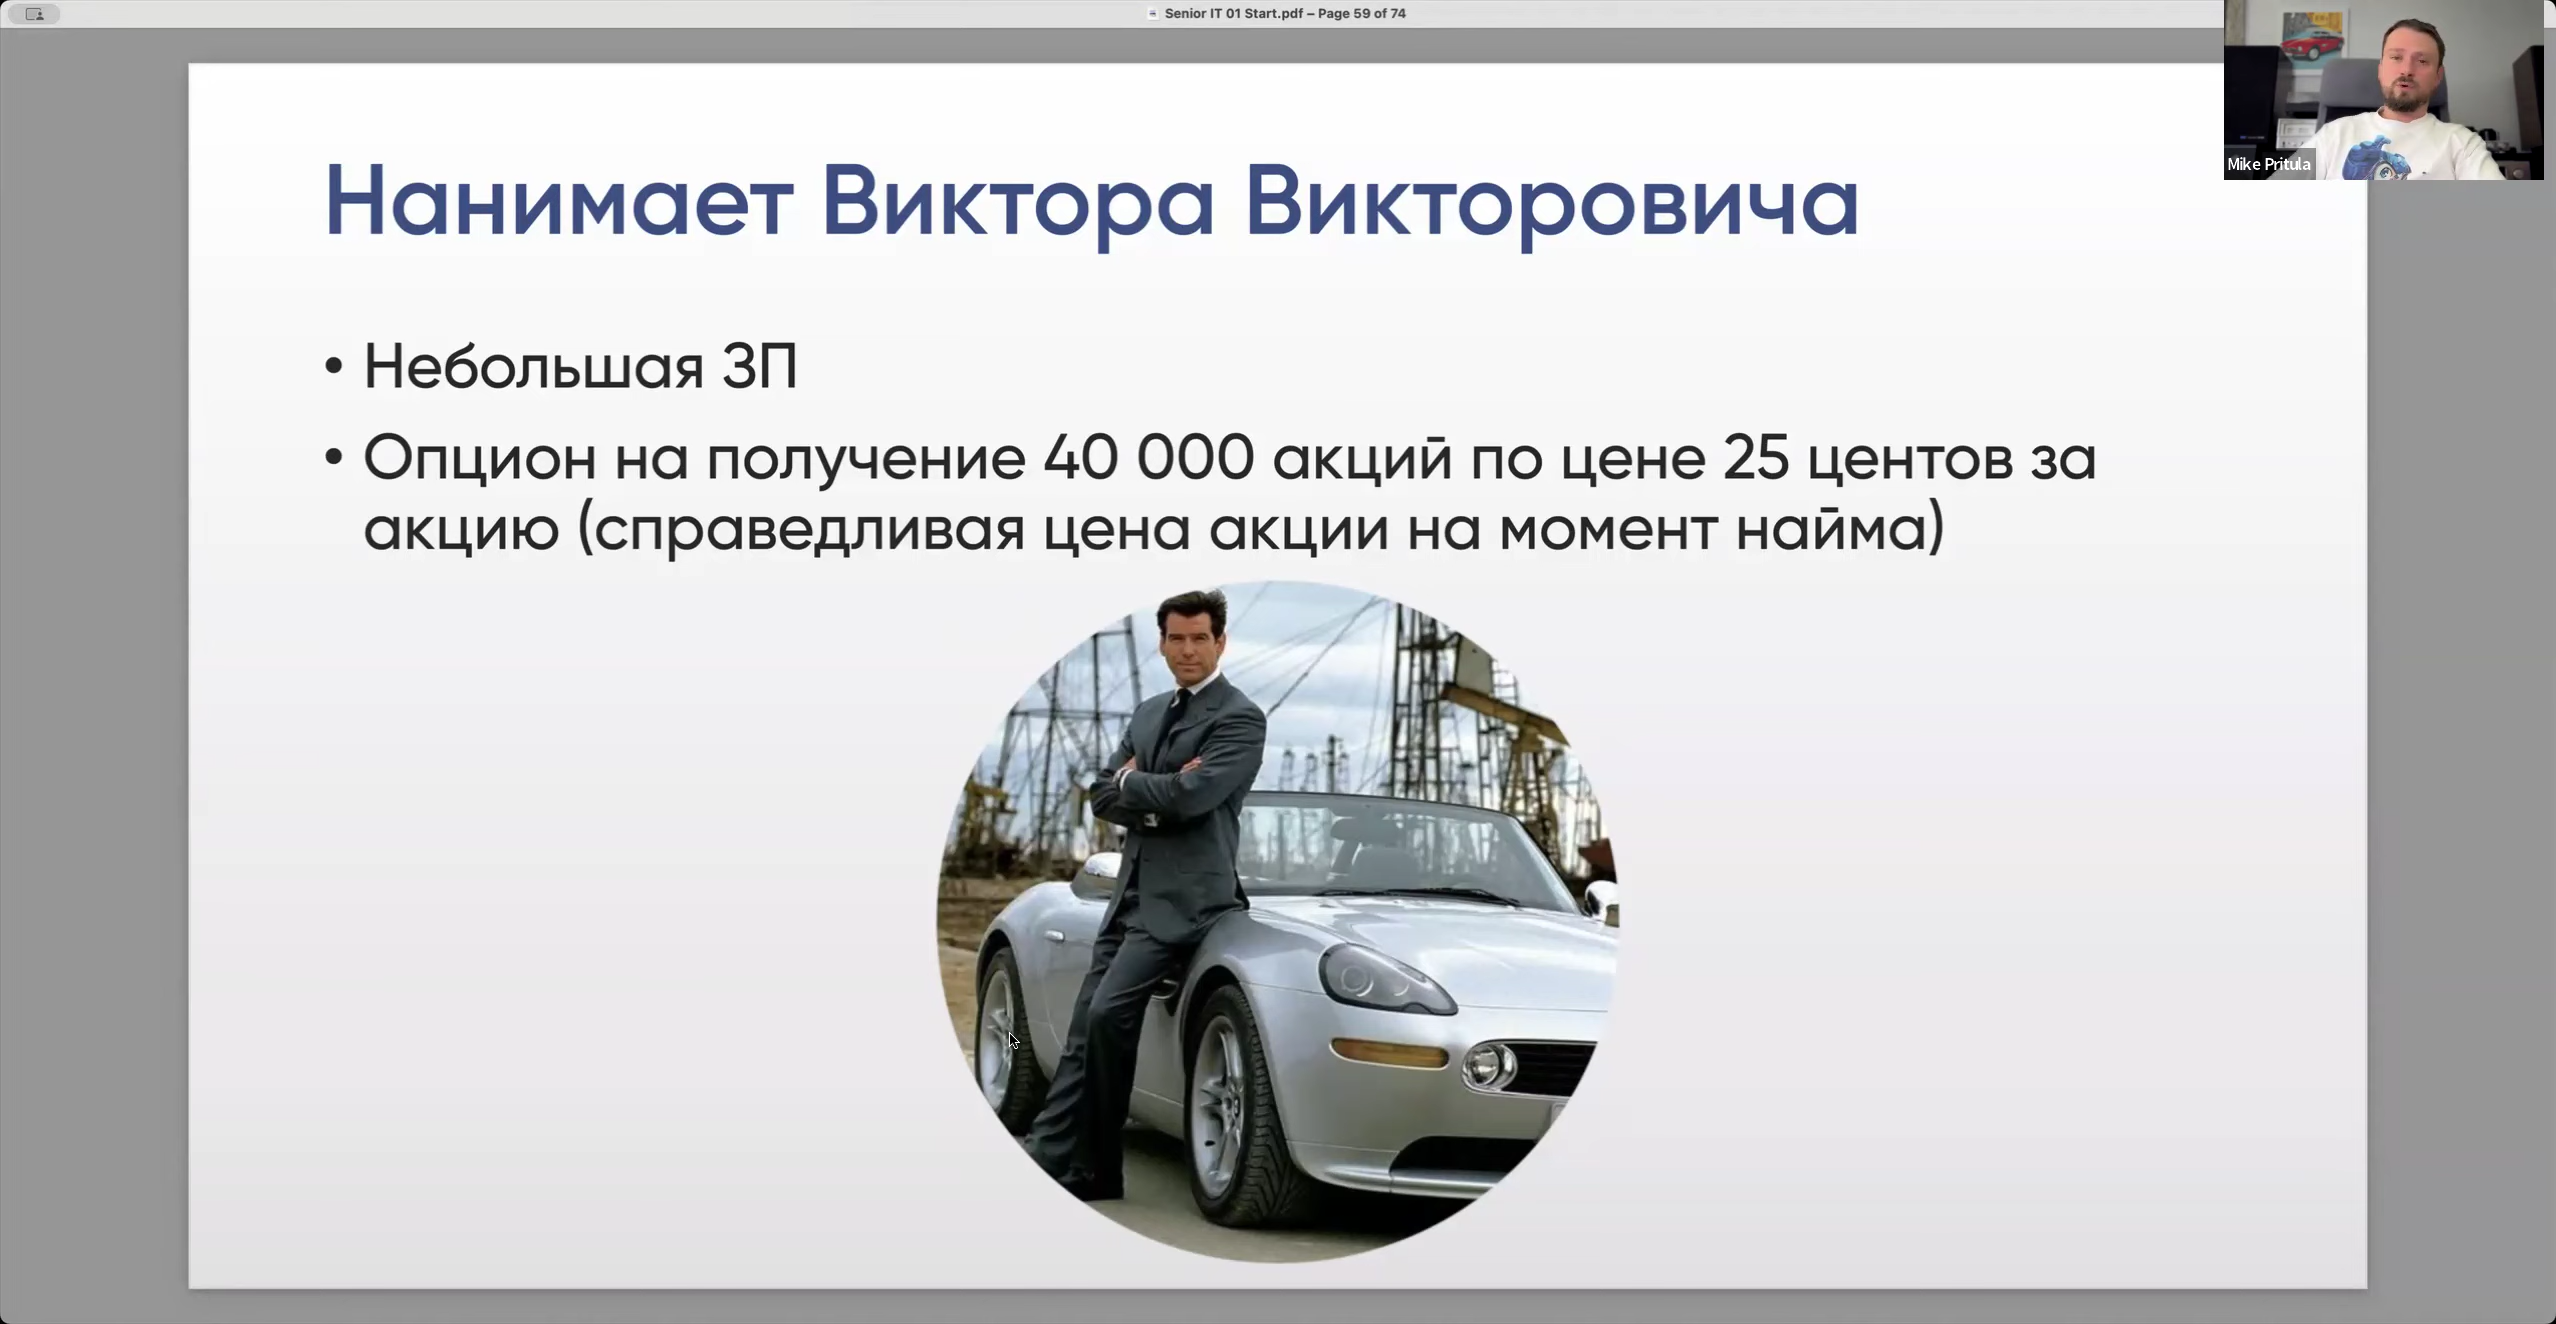 Senior IT 01 Start.pdf – Page 59 of 74
Mike Pritula
Нанимает Виктора Викторовича
• Небольшая ЗП
• Опцион на получение 40 000 акций по цене 25 центов за
акцию (справедливая цена акции на момент найма)